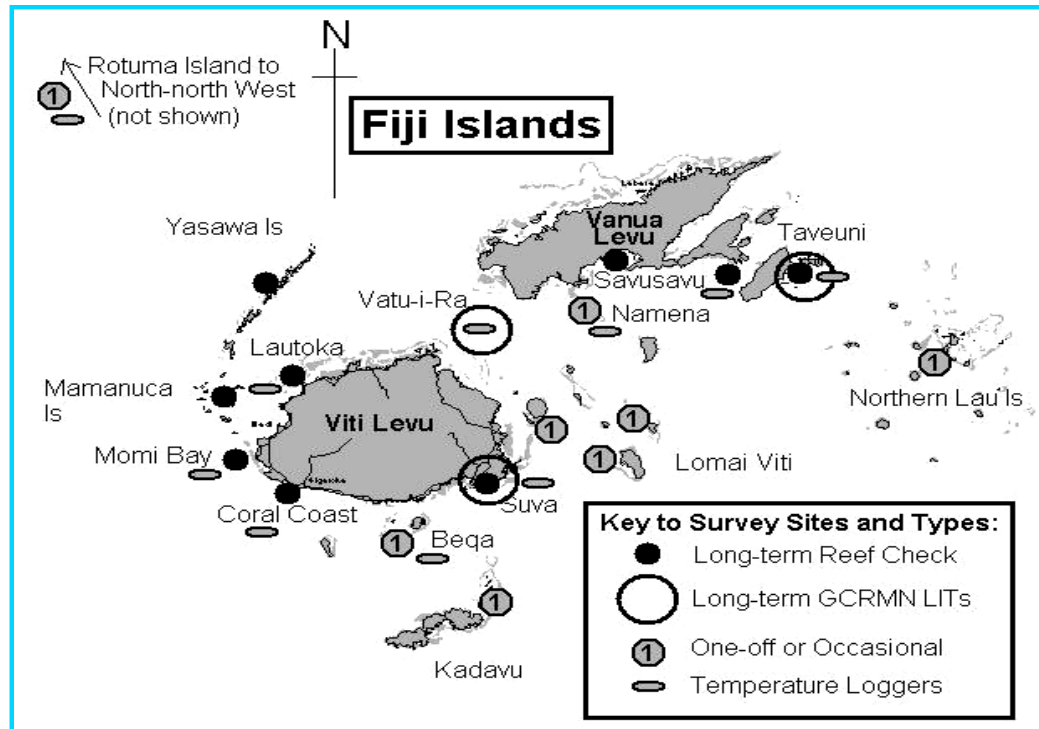 N
Rotuma Island to
North-north West
(not shown)
1
Fiji Islands
Yasawa Is
Vanua
Levu
Taveuni
Savusavu
Vatu-i-Ra
1
Namena
Lautoka
1
Northern Lau Is
Mamanuca
Is
Viti Levu
1
1
Momi Bay
1
Lomai Viti
Suva
Coral Coast
1
Beqa
1
Kadavu
Key to Survey Sites and Types:
Long-term Reef Check
Long-term GCRMN LITs
1
One-off or Occasional
Temperature Loggers